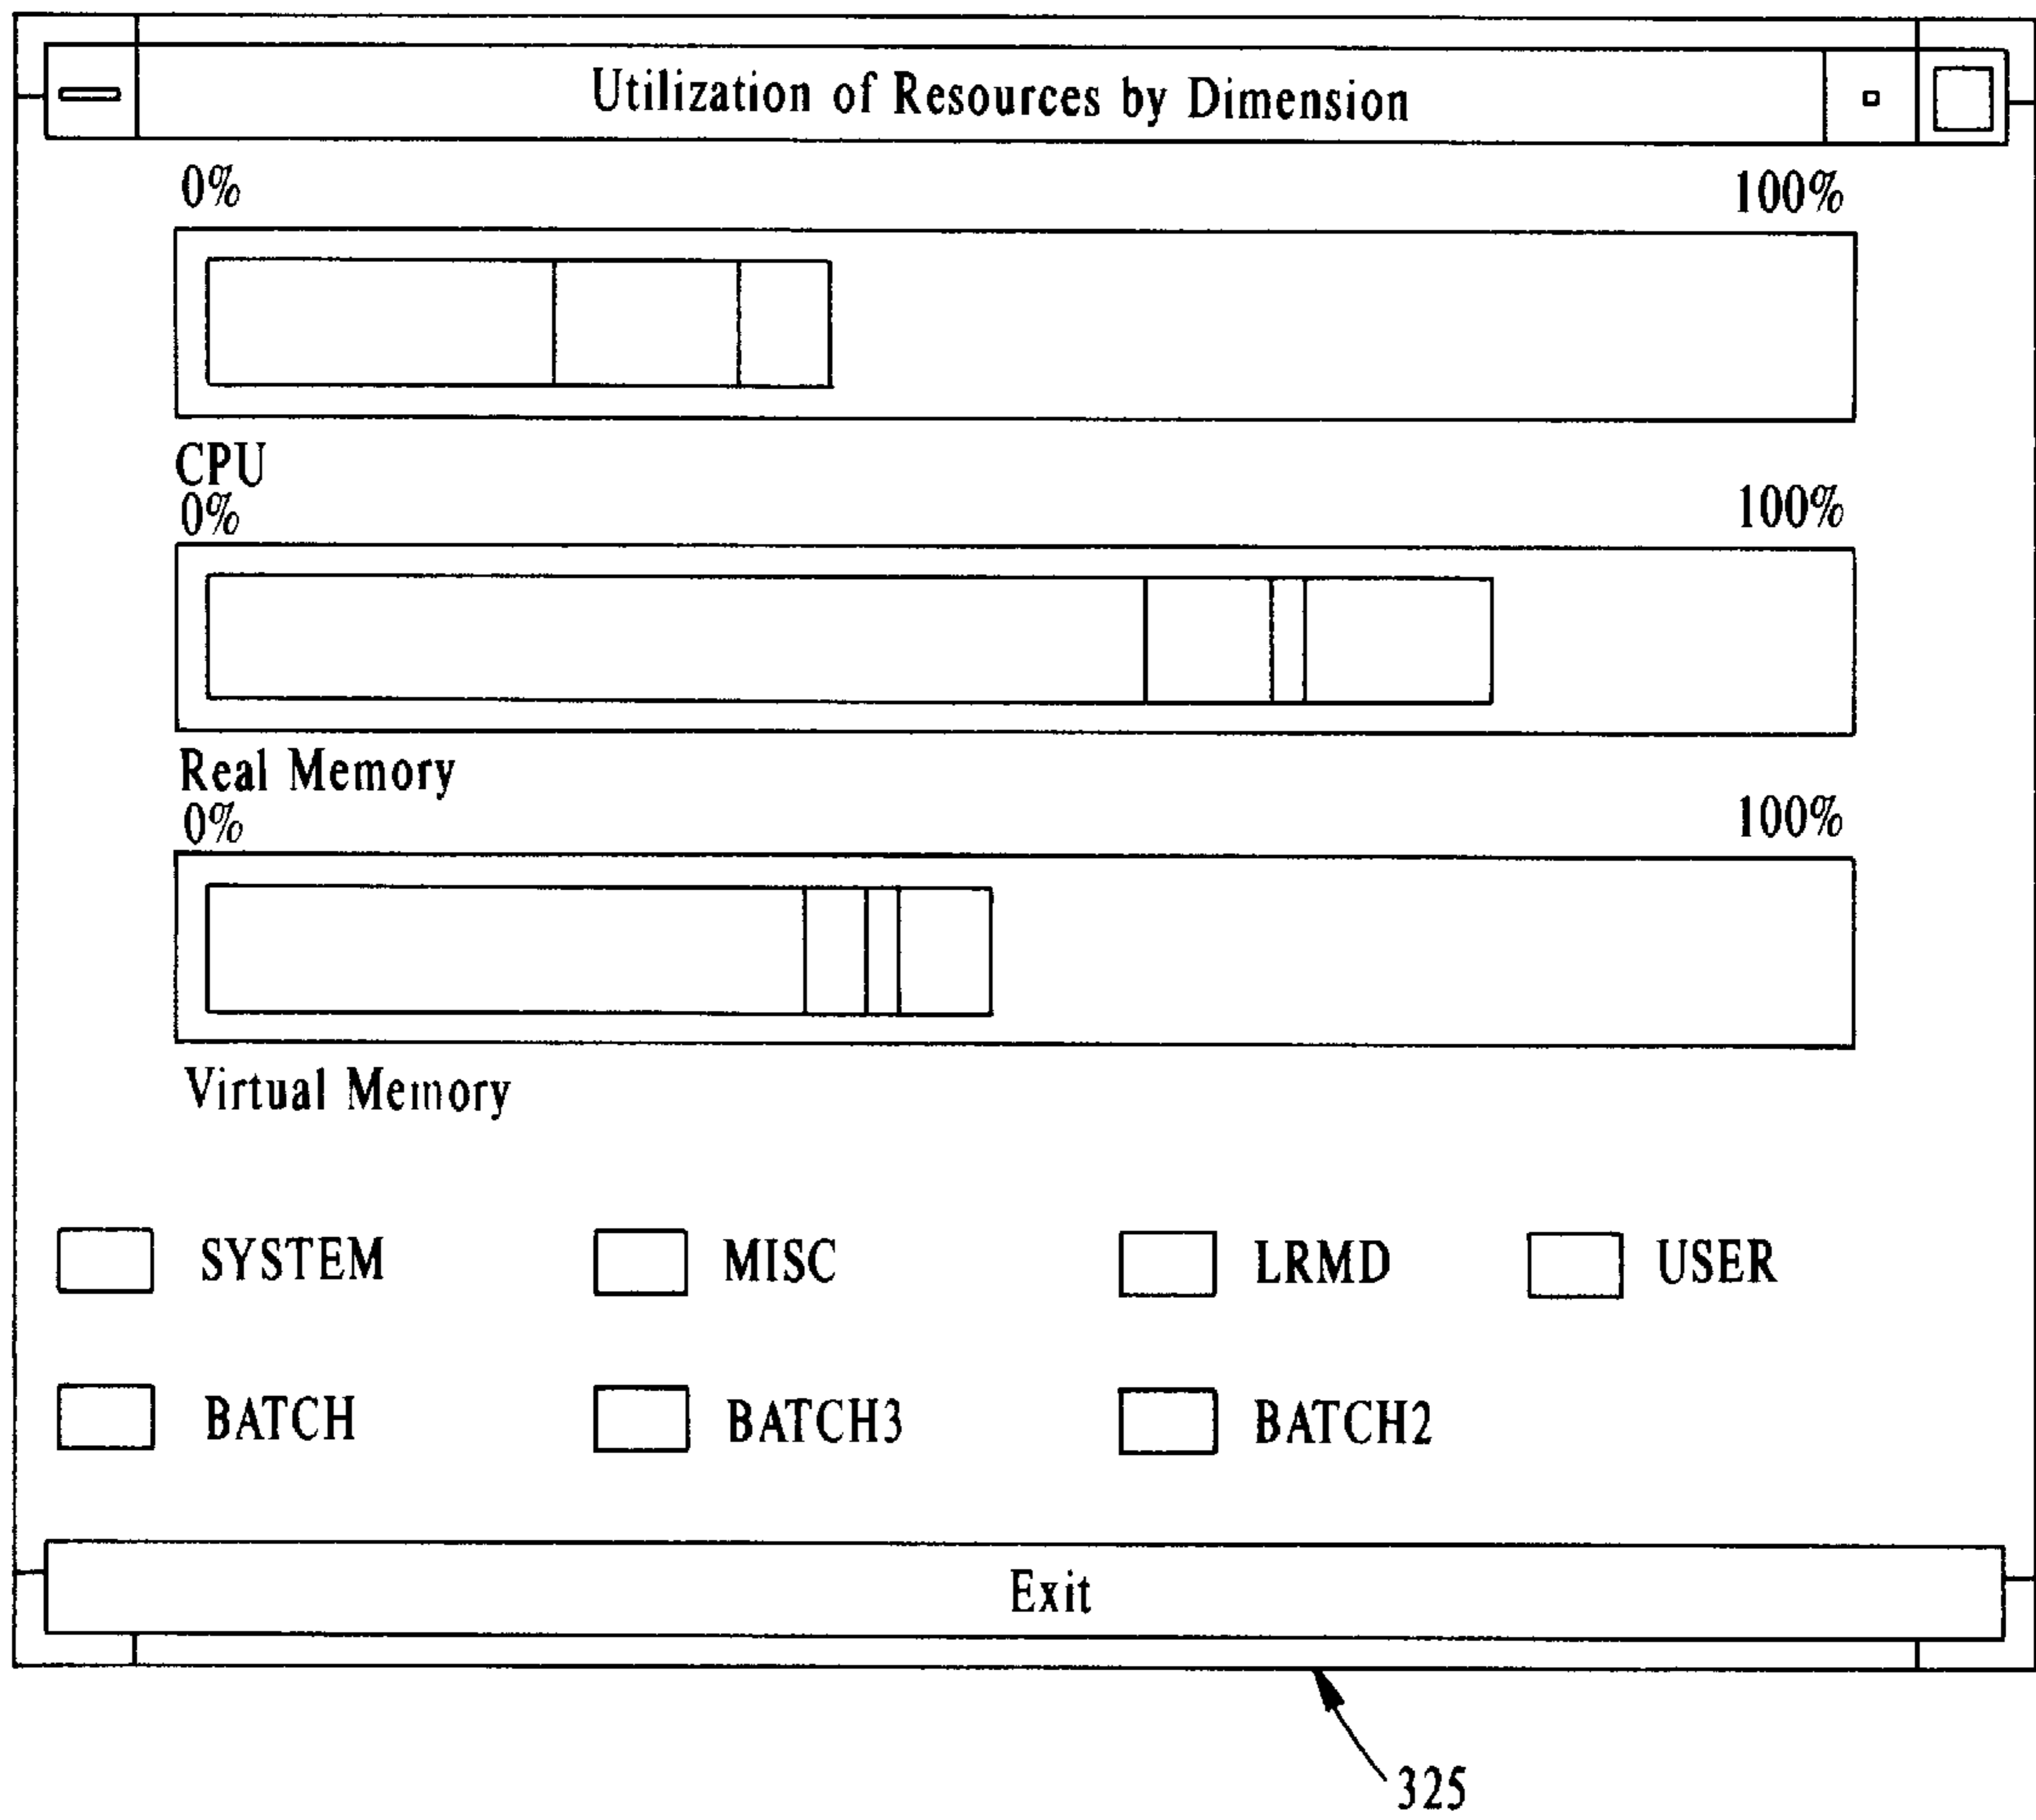 Utilization of Resources by Dimension
0% 100%
CPU
0% 100%
Real Memory
0% 100%
Virtual Memory
SYSTEM MISC LRMD USER
BATCH BATCH3 BATCH2
Exit
325